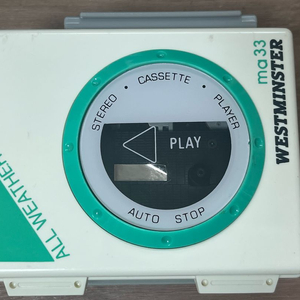 STEREO • CASSETTE • PLAYER
PLAY
AUTO STOP
ma33
WESTMINSTER
ALL WEATHER